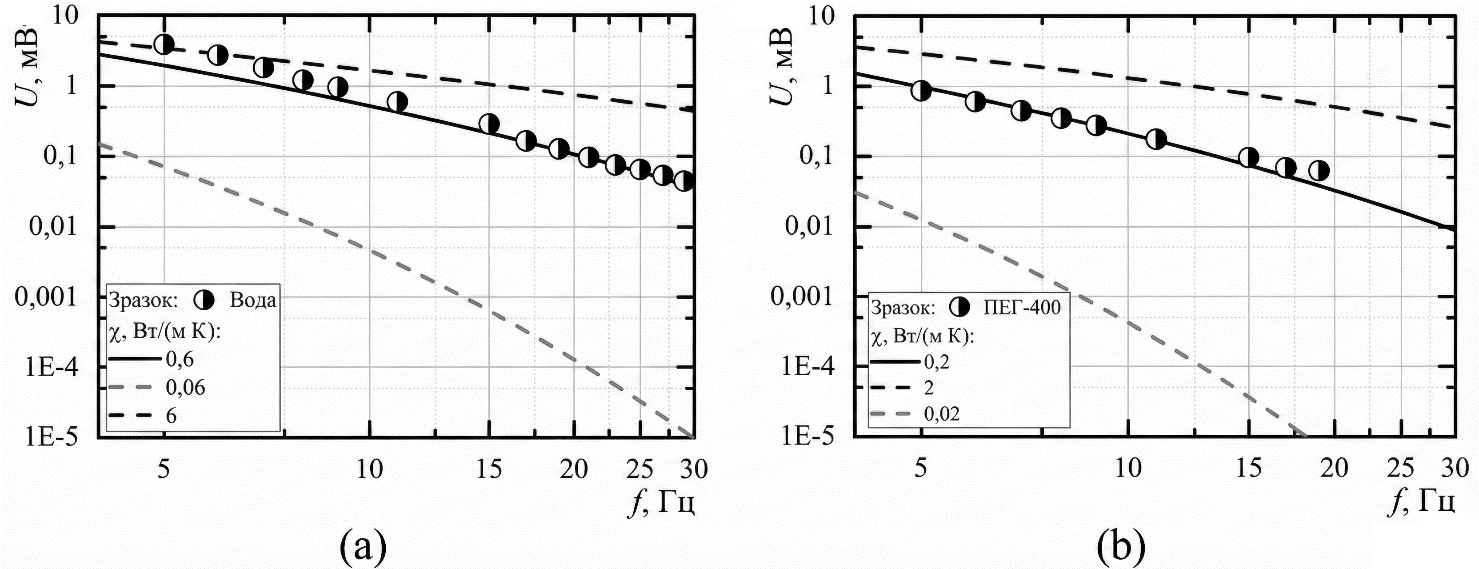 10
1
0,1
0,01
0,001
1E-4
1E-5
U, мВ
Зразок: Вода
χ, Вт/(м К):
0,6
0,06
6
5 10 15 20 25 30
f, Гц
(a)
10
1
0,1
0,01
0,001
1E-4
1E-5
U, мВ
Зразок: ПЕГ-400
χ, Вт/(м К):
0,2
2
0,02
5 10 15 20 25 30
f, Гц
(b)